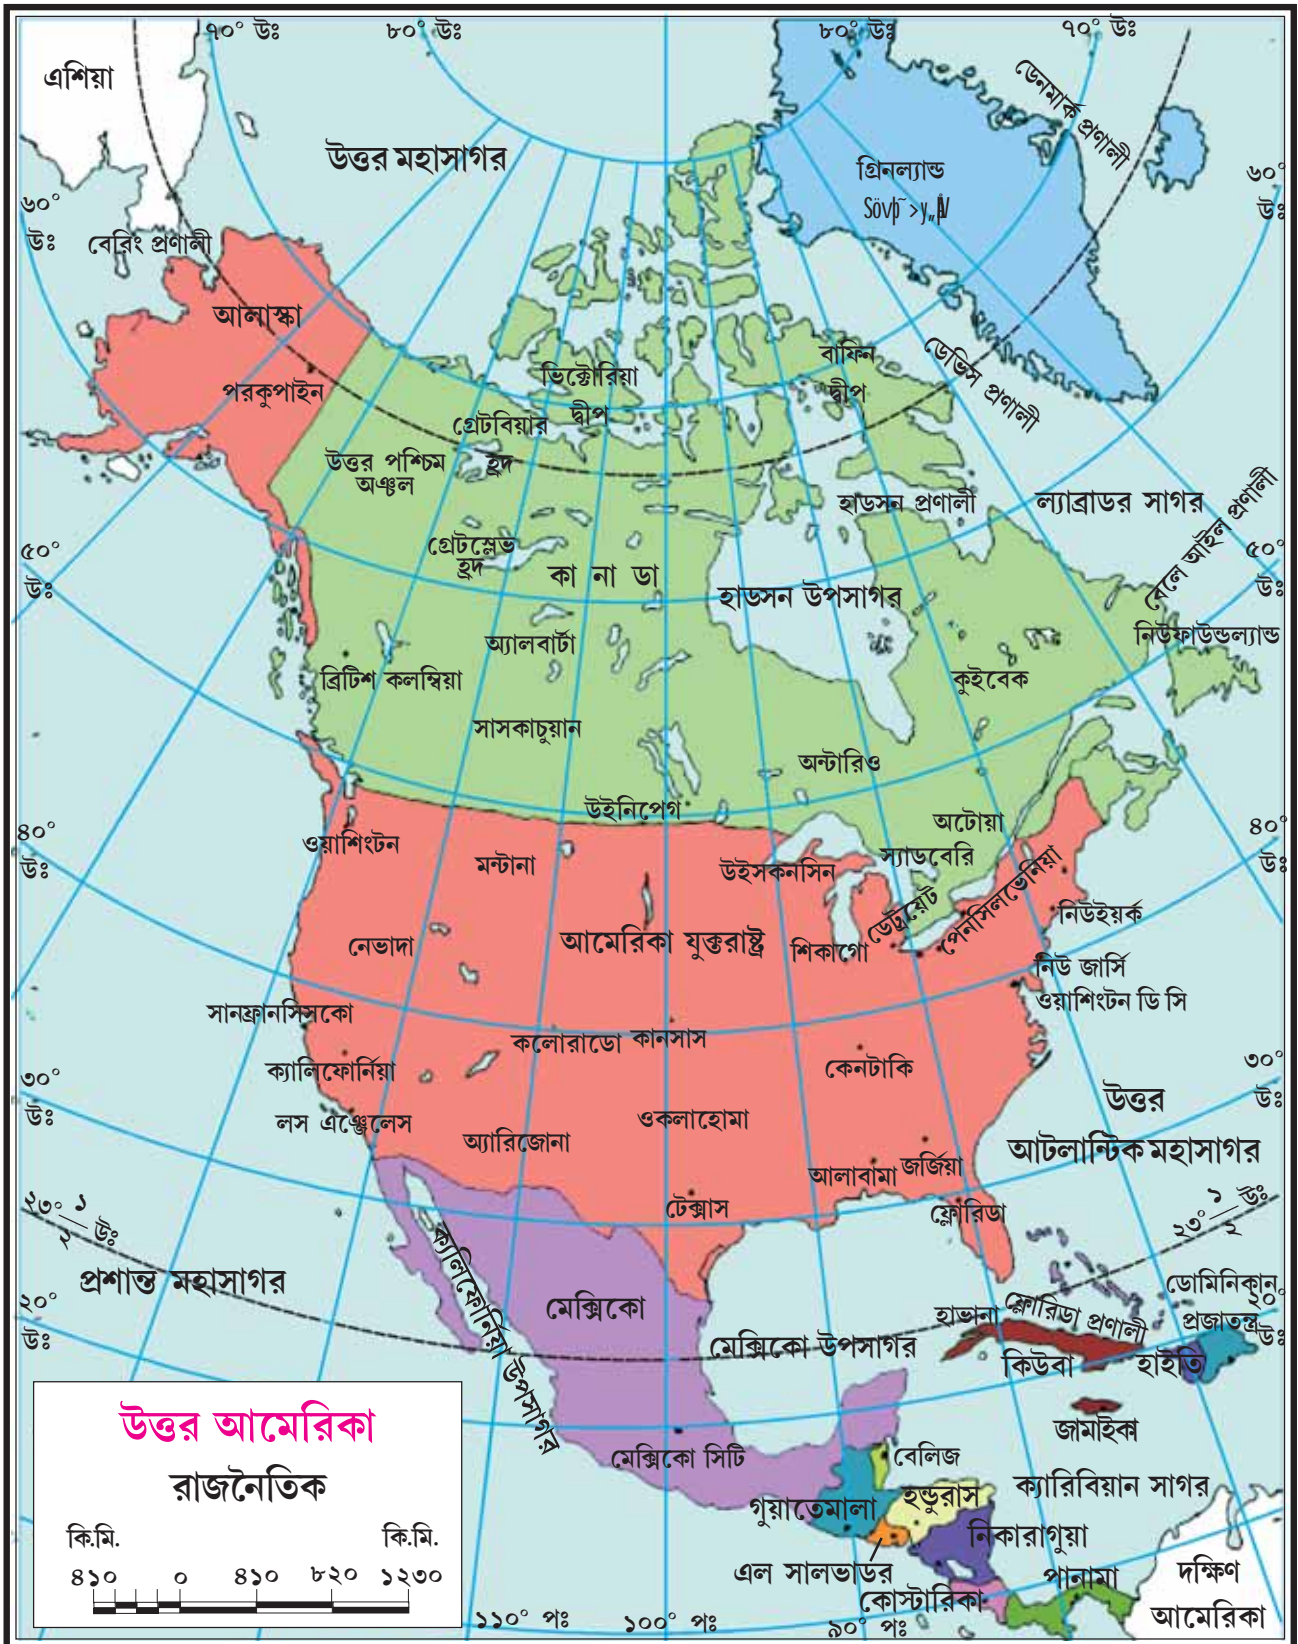 ৭০° উঃ
৮০° উঃ
৮০° উঃ
৭০° উঃ
এশিয়া
ডেনমার্ক প্রণালী
উত্তর মহাসাগর
গ্রিনল্যান্ড
৬০°
উঃ
৬০°
উঃ
বেরিং প্রণালী
আলাস্কা
পরকুপাইন
ভিক্টোরিয়া
দ্বীপ
বাফিন
দ্বীপ
ডেভিস প্রণালী
গ্রেটবিয়ার
হ্রদ
উত্তর পশ্চিম
অঞ্চল
হাডসন প্রণালী
ল্যাব্রাডর সাগর
বেলে আইল প্রণালী
৫০°
উঃ
৫০°
উঃ
গ্রেটস্লেভ
হ্রদ
কা না ডা
হাডসন উপসাগর
নিউফাউন্ডল্যান্ড
অ্যালবার্টা
ব্রিটিশ কলম্বিয়া
কুইবেক
সাসকাচুয়ান
অন্টারিও
উইনিপেগ
অটোয়া
৪০°
উঃ
৪০°
উঃ
ওয়াশিংটন
মন্টানা
উইসকনসিন
স্যাডবেরি
ডেট্রয়েট
পেনসিলভেনিয়া
নিউইয়র্ক
নেভাদা
আমেরিকা যুক্তরাষ্ট্র
শিকাগো
নিউ জার্সি
ওয়াশিংটন ডি সি
সানফ্রানসিসকো
কলোরাডো
কানসাস
ক্যালিফোর্নিয়া
কেনটাকি
৩০°
উঃ
৩০°
উঃ
উত্তর
আটলান্টিক মহাসাগর
লস এঞ্জেলেস
অ্যারিজোনা
ওকলাহোমা
আলাবামা
জর্জিয়া
টেক্সাস
ফ্লোরিডা
২৩° ১/২ উঃ
২৩° ১/২ উঃ
ক্যালিফোনিয়া উপসাগর
প্রশান্ত মহাসাগর
মেক্সিকো
ডোমিনিকান
প্রজাতন্ত্র
২০°
উঃ
২০°
উঃ
হাভানা
ফ্লোরিডা প্রণালী
মেক্সিকো উপসাগর
কিউবা
হাইতি
জামাইকা
মেক্সিকো সিটি
বেলিজ
ক্যারিবিয়ান সাগর
গুয়াতেমালা
হন্ডুরাস
নিকারাগুয়া
এল সালভাডর
কোস্টারিকা
পানামা
দক্ষিণ
আমেরিকা
উত্তর আমেরিকা
রাজনৈতিক
কি.মি.
কি.মি.
৪১০ ০ ৪১০ ৮২০ ১২৩০
১১০° পঃ
১০০° পঃ
৯০° পঃ